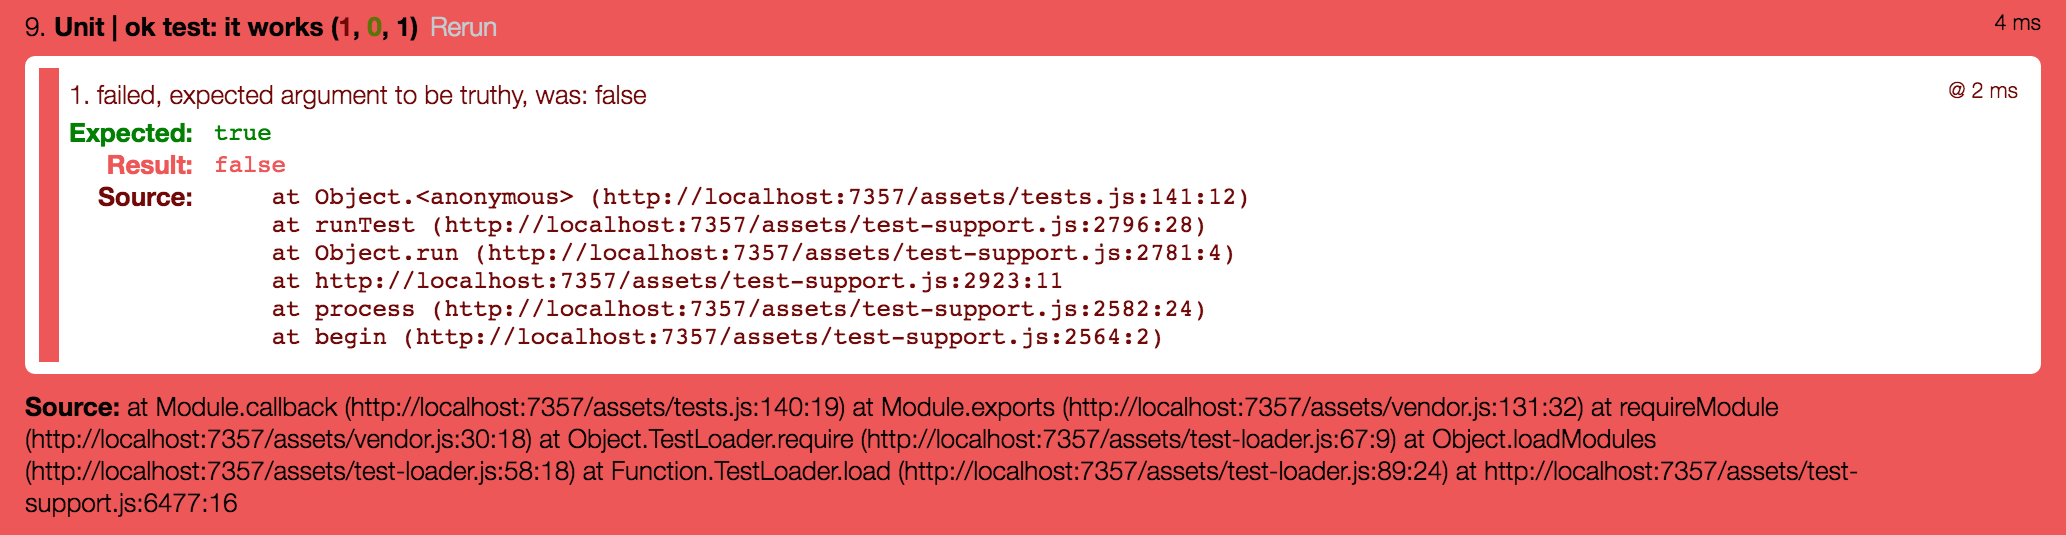 9. Unit | ok test: it works (1, 0, 1) Rerun 4 ms
1. failed, expected argument to be truthy, was: false @ 2 ms
Expected: true
Result: false
Source: at Object.<anonymous> (http://localhost:7357/assets/tests.js:141:12)
at runTest (http://localhost:7357/assets/test-support.js:2796:28)
at Object.run (http://localhost:7357/assets/test-support.js:2781:4)
at http://localhost:7357/assets/test-support.js:2923:11
at process (http://localhost:7357/assets/test-support.js:2582:24)
at begin (http://localhost:7357/assets/test-support.js:2564:2)
Source: at Module.callback (http://localhost:7357/assets/tests.js:140:19) at Module.exports (http://localhost:7357/assets/vendor.js:131:32) at requireModule
(http://localhost:7357/assets/vendor.js:30:18) at Object.TestLoader.require (http://localhost:7357/assets/test-loader.js:67:9) at Object.loadModules
(http://localhost:7357/assets/test-loader.js:58:18) at Function.TestLoader.load (http://localhost:7357/assets/test-loader.js:89:24) at http://localhost:7357/assets/test-
support.js:6477:16